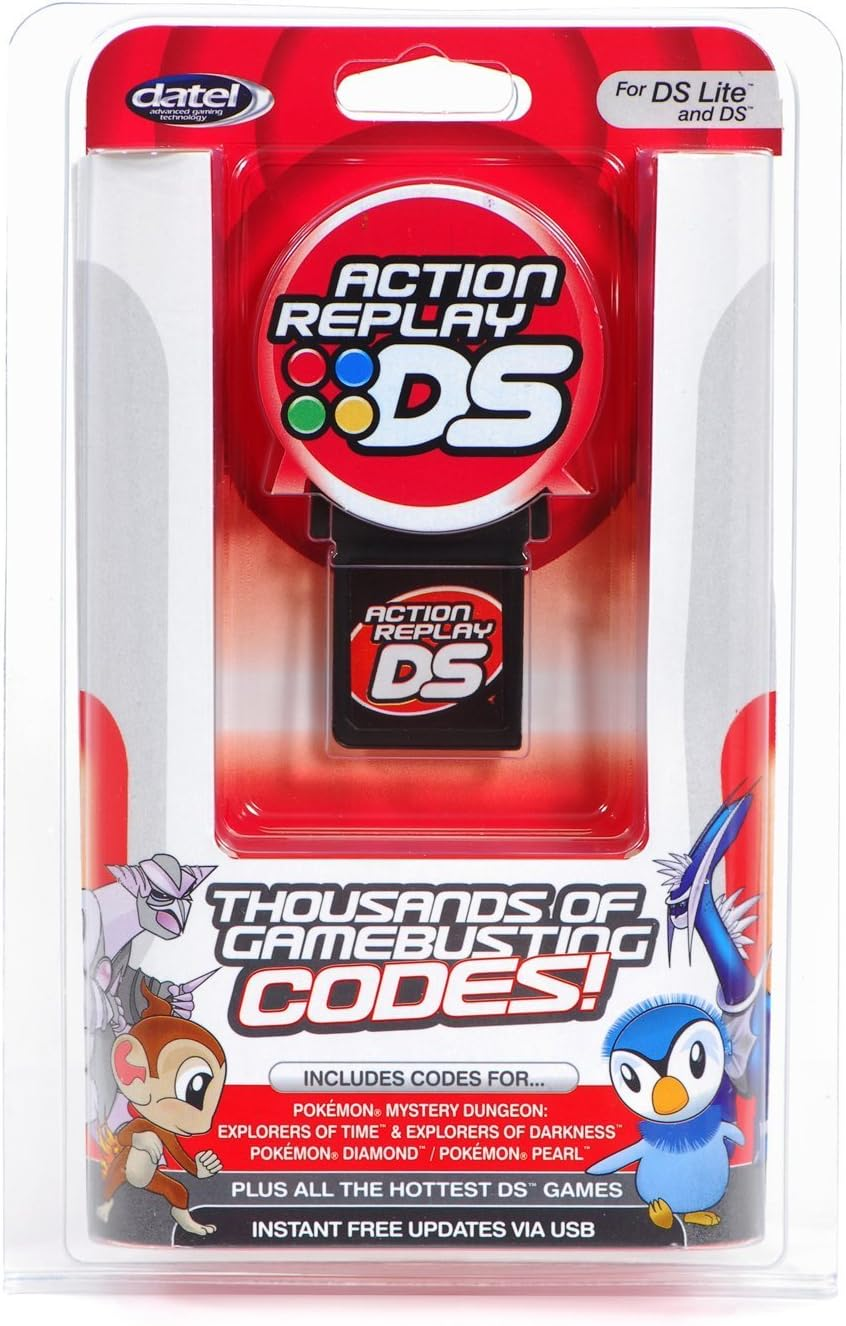 datel
advanced gaming
technology
For DS Lite™
and DS™
ACTION
REPLAY
DS
ACTION
REPLAY
DS
THOUSANDS OF
GAMEBUSTING
CODES!
INCLUDES CODES FOR...
POKÉMON® MYSTERY DUNGEON:
EXPLORERS OF TIME™ & EXPLORERS OF DARKNESS™
POKÉMON® DIAMOND™ / POKÉMON® PEARL™
PLUS ALL THE HOTTEST DS™ GAMES
INSTANT FREE UPDATES VIA USB